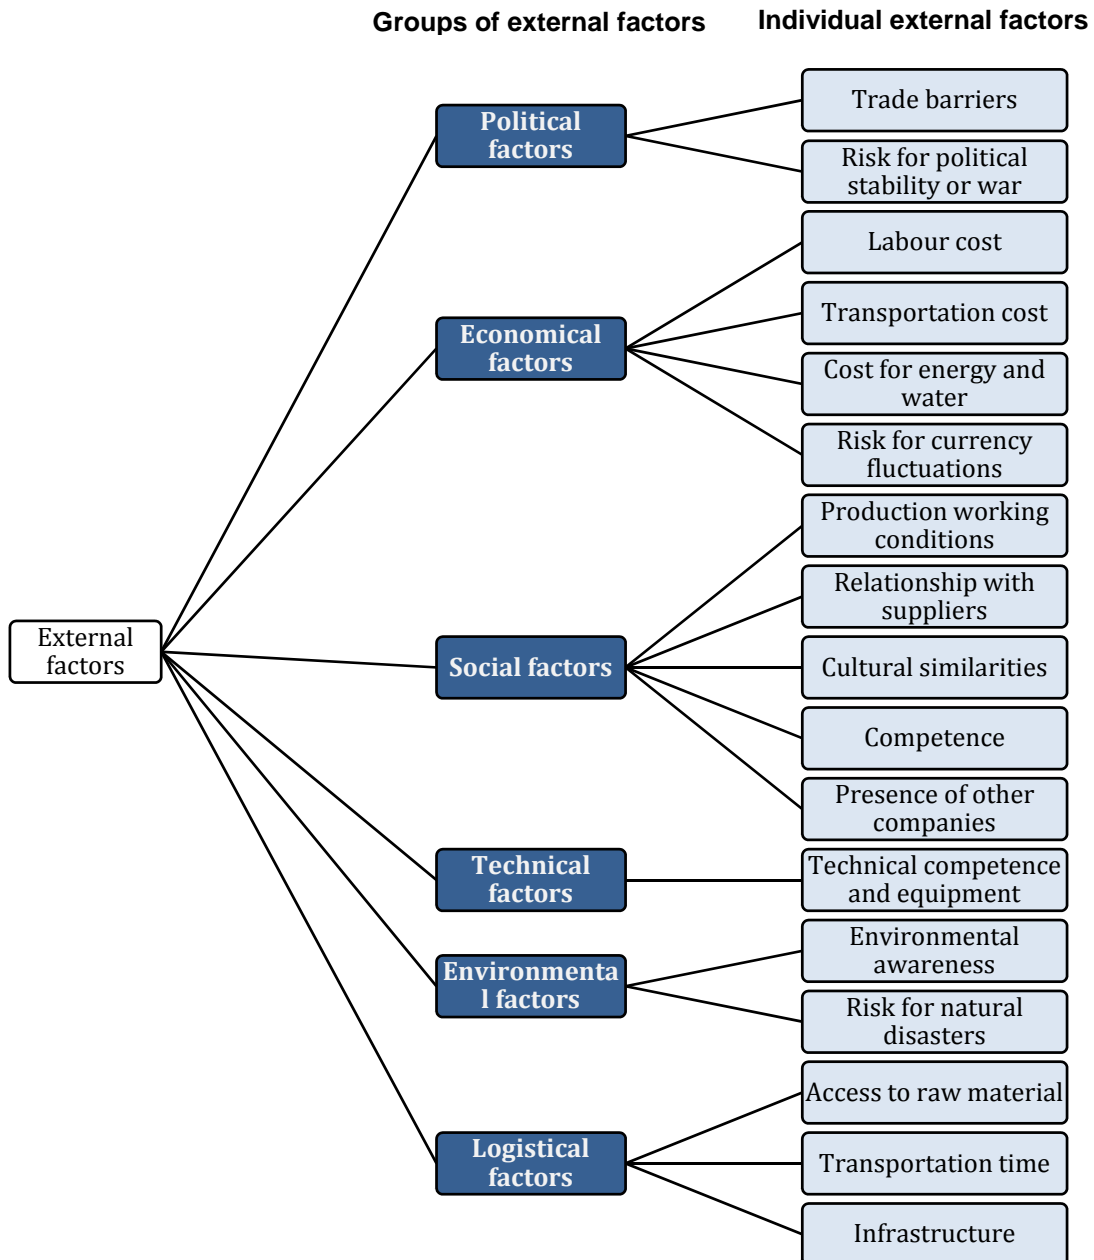 Groups of external factors
Individual external factors
External
factors
Political
factors
Trade barriers
Risk for political
stability or war
Economical
factors
Labour cost
Transportation cost
Cost for energy and
water
Risk for currency
fluctuations
Social factors
Production working
conditions
Relationship with
suppliers
Cultural similarities
Competence
Presence of other
companies
Technical
factors
Technical competence
and equipment
Environmenta
l factors
Environmental
awareness
Risk for natural
disasters
Logistical
factors
Access to raw material
Transportation time
Infrastructure